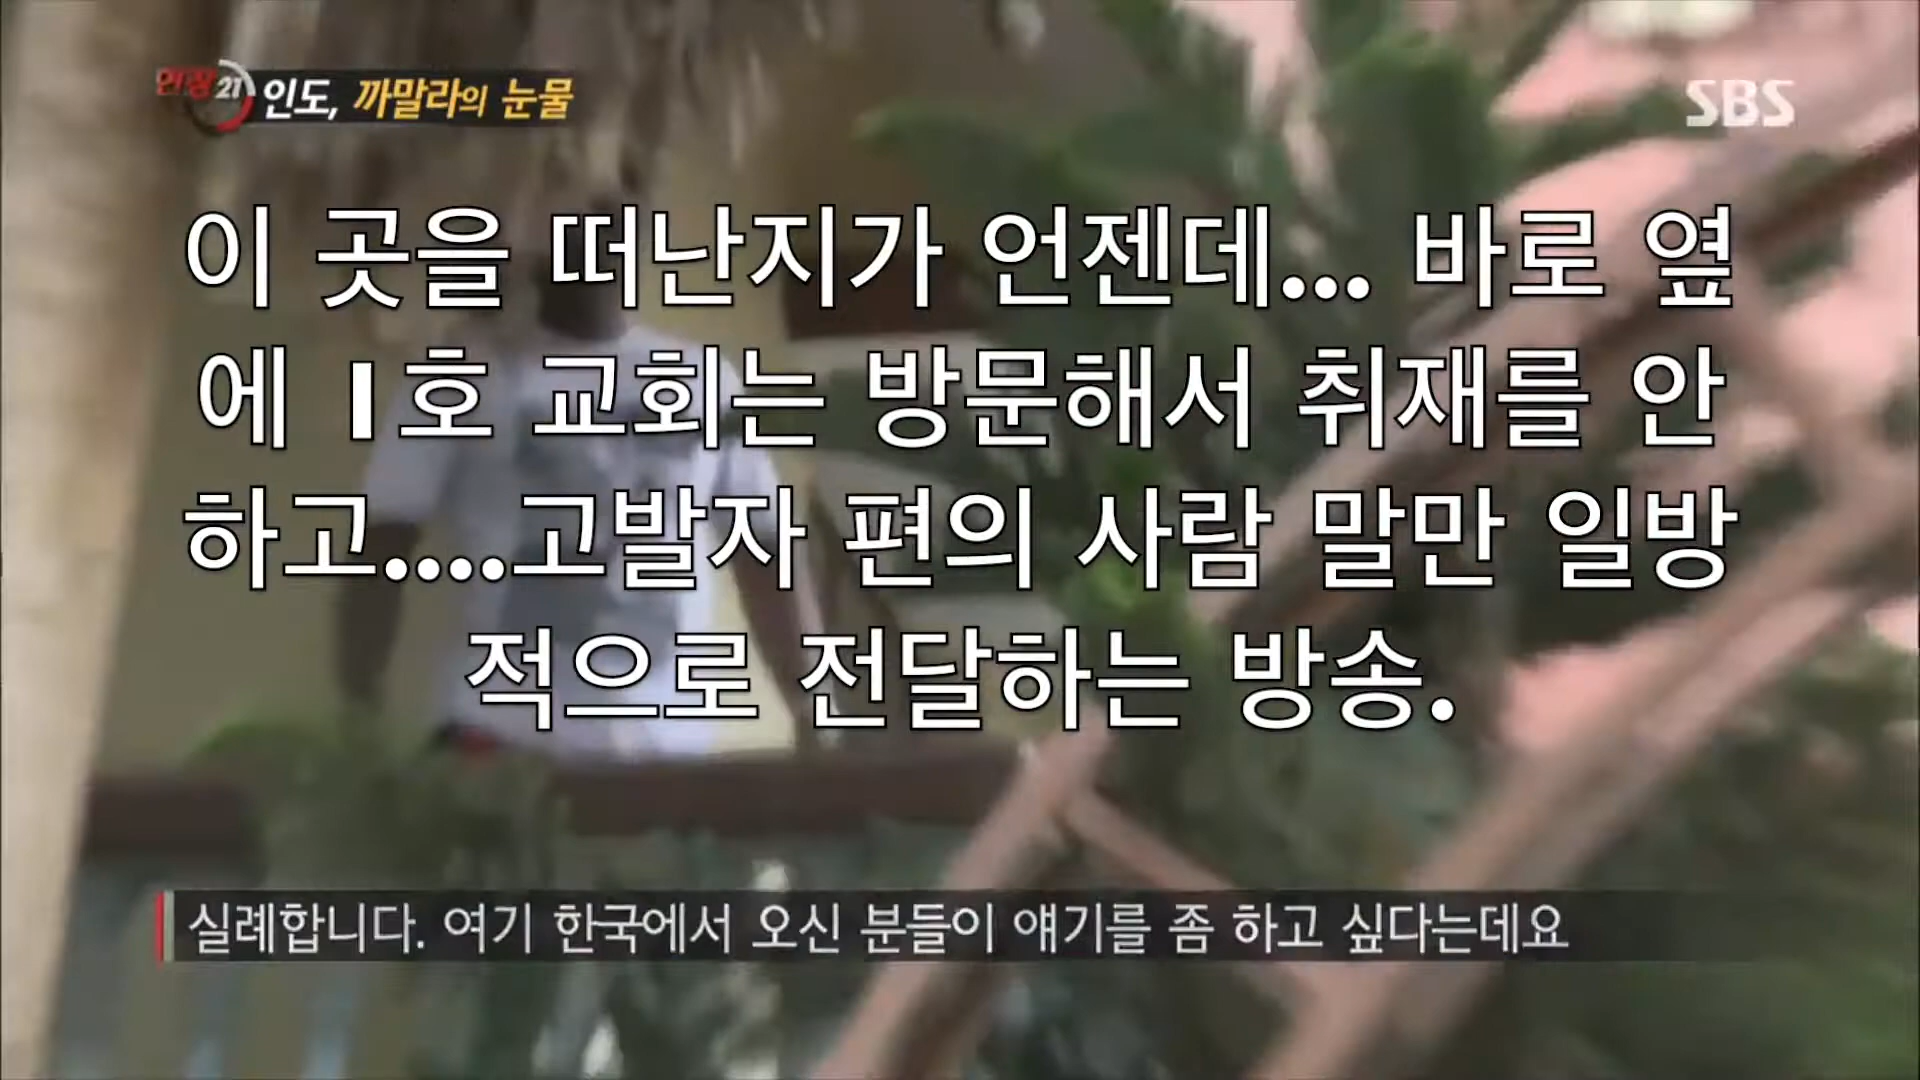 현장21 인도, 까말라의 눈물
SBS
이 곳을 떠난지가 언젠데... 바로 옆
에 1호 교회는 방문해서 취재를 안
하고....고발자 편의 사람 말만 일방
적으로 전달하는 방송.
실례합니다. 여기 한국에서 오신 분들이 얘기를 좀 하고 싶다는데요